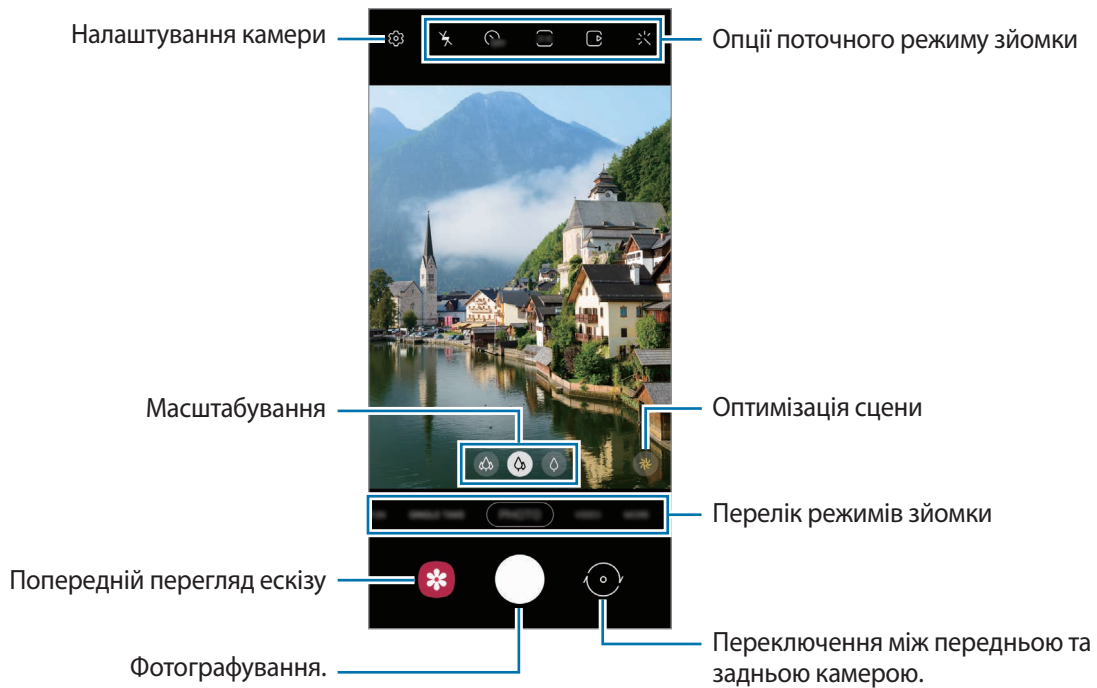 Налаштування камери
Опції поточного режиму зйомки
Масштабування
Оптимізація сцени
Перелік режимів зйомки
Попередній перегляд ескізу
Фотографування.
Переключення між передньою та
задньою камерою.